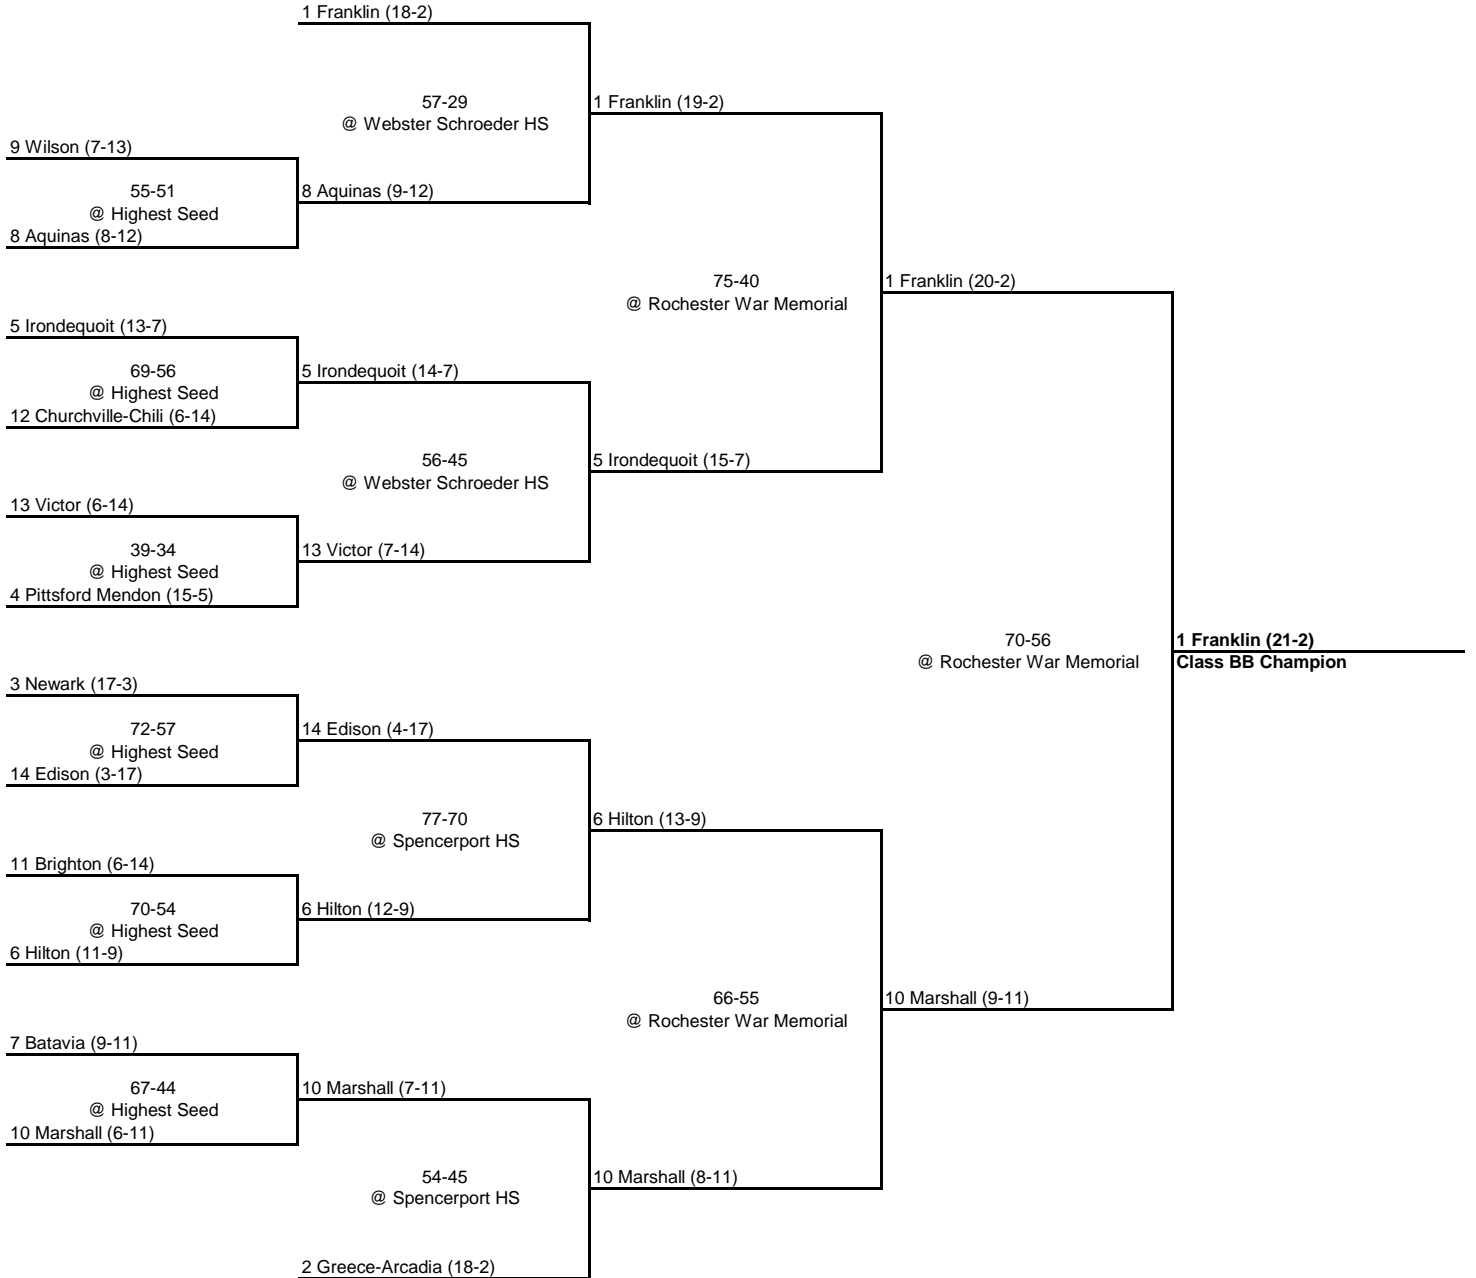 1 Franklin (18-2)
57-29
@ Webster Schroeder HS
1 Franklin (19-2)
9 Wilson (7-13)
55-51
@ Highest Seed
8 Aquinas (9-12)
8 Aquinas (8-12)
75-40
@ Rochester War Memorial
1 Franklin (20-2)
5 Irondequoit (13-7)
69-56
@ Highest Seed
5 Irondequoit (14-7)
12 Churchville-Chili (6-14)
56-45
@ Webster Schroeder HS
5 Irondequoit (15-7)
13 Victor (6-14)
39-34
@ Highest Seed
13 Victor (7-14)
4 Pittsford Mendon (15-5)
70-56
@ Rochester War Memorial
1 Franklin (21-2)
Class BB Champion
3 Newark (17-3)
72-57
@ Highest Seed
14 Edison (4-17)
14 Edison (3-17)
77-70
@ Spencerport HS
6 Hilton (13-9)
11 Brighton (6-14)
70-54
@ Highest Seed
6 Hilton (12-9)
6 Hilton (11-9)
66-55
@ Rochester War Memorial
10 Marshall (9-11)
7 Batavia (9-11)
67-44
@ Highest Seed
10 Marshall (7-11)
10 Marshall (6-11)
54-45
@ Spencerport HS
10 Marshall (8-11)
2 Greece-Arcadia (18-2)